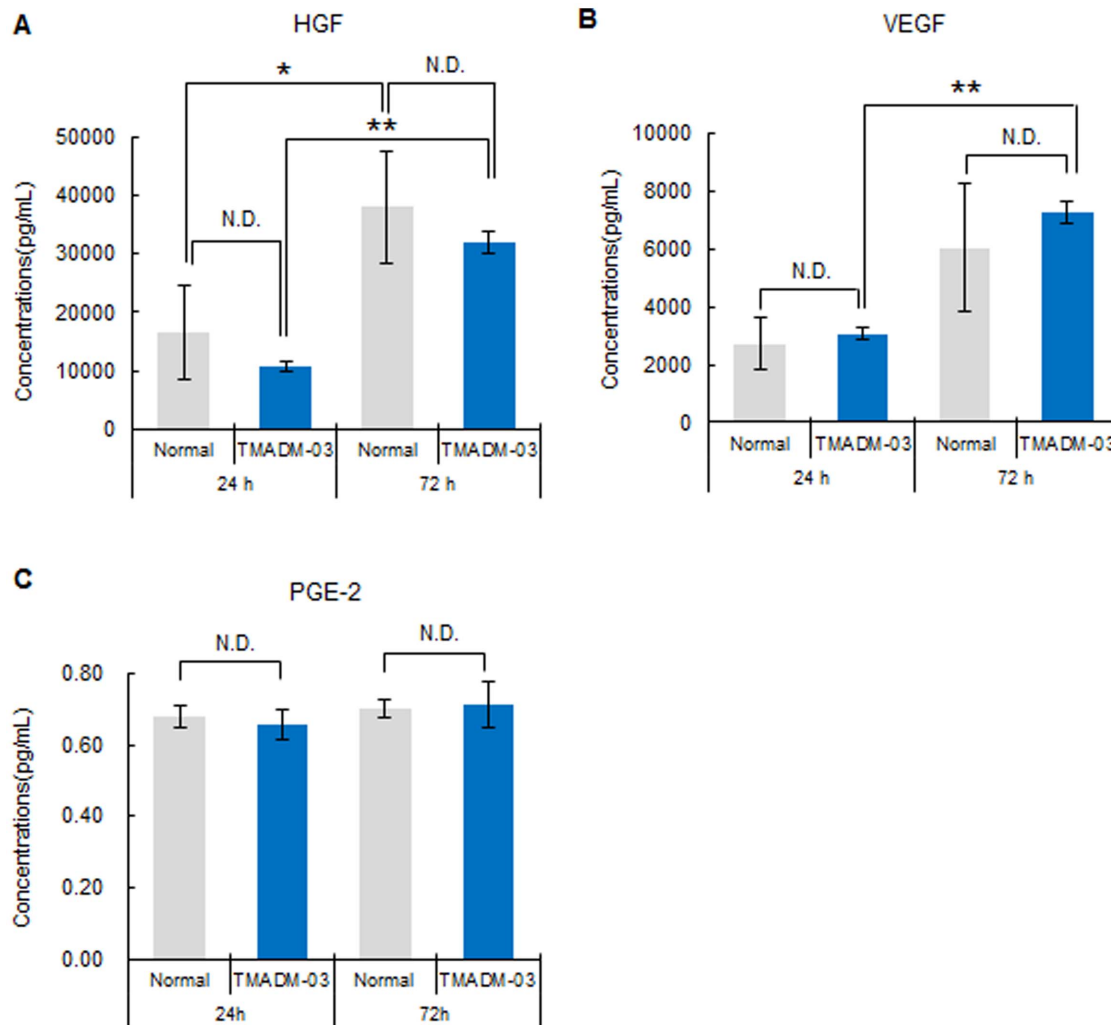 A
HGF
*
N.D.
**
N.D.
Concentrations(pg/mL)
50000
40000
30000
20000
10000
0
Normal TMADM-03 Normal TMADM-03
24 h 72 h
B
VEGF
**
N.D.
N.D.
Concentrations(pg/mL)
10000
8000
6000
4000
2000
0
Normal TMADM-03 Normal TMADM-03
24 h 72 h
C
PGE-2
N.D. N.D.
Concentrations(pg/mL)
0.80
0.60
0.40
0.20
0.00
Normal TMADM-03 Normal TMADM-03
24h 72h